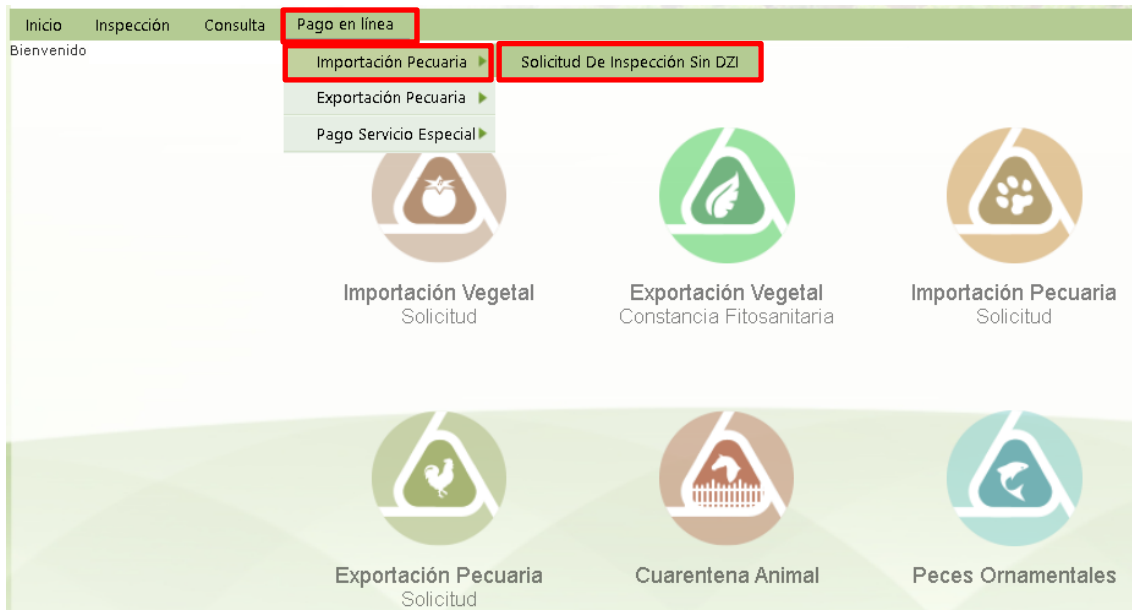 Inicio Inspección Consulta Pago en línea
Bienvenido
Importación Pecuaria Solicitud De Inspección Sin DZI
Exportación Pecuaria
Pago Servicio Especial
Importación Vegetal Exportación Vegetal Importación Pecuaria
Solicitud Constancia Fitosanitaria Solicitud
Exportación Pecuaria Cuarentena Animal Peces Ornamentales
Solicitud